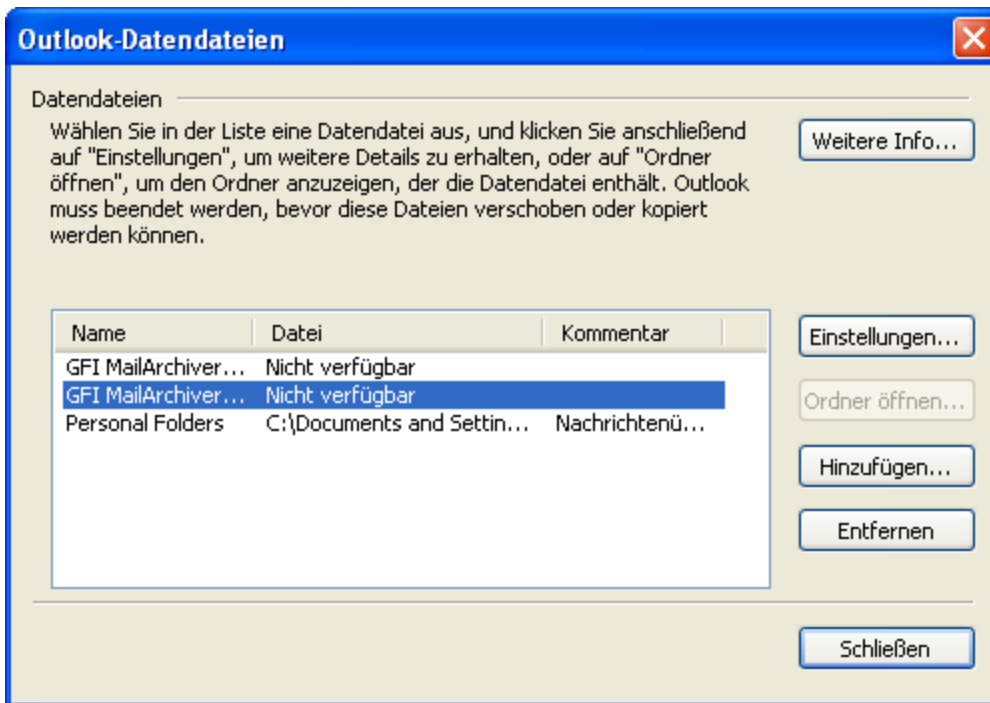 Outlook-Datendateien
Datendateien
Wählen Sie in der Liste eine Datendatei aus, und klicken Sie anschließend
auf "Einstellungen", um weitere Details zu erhalten, oder auf "Ordner
öffnen", um den Ordner anzuzeigen, der die Datendatei enthält. Outlook
muss beendet werden, bevor diese Dateien verschoben oder kopiert
werden können.
Weitere Info...
Name Datei Kommentar
GFI MailArchiver... Nicht verfügbar
GFI MailArchiver... Nicht verfügbar
Personal Folders C:\Documents and Settin... Nachrichtenü...
Einstellungen...
Ordner öffnen...
Hinzufügen...
Entfernen
Schließen